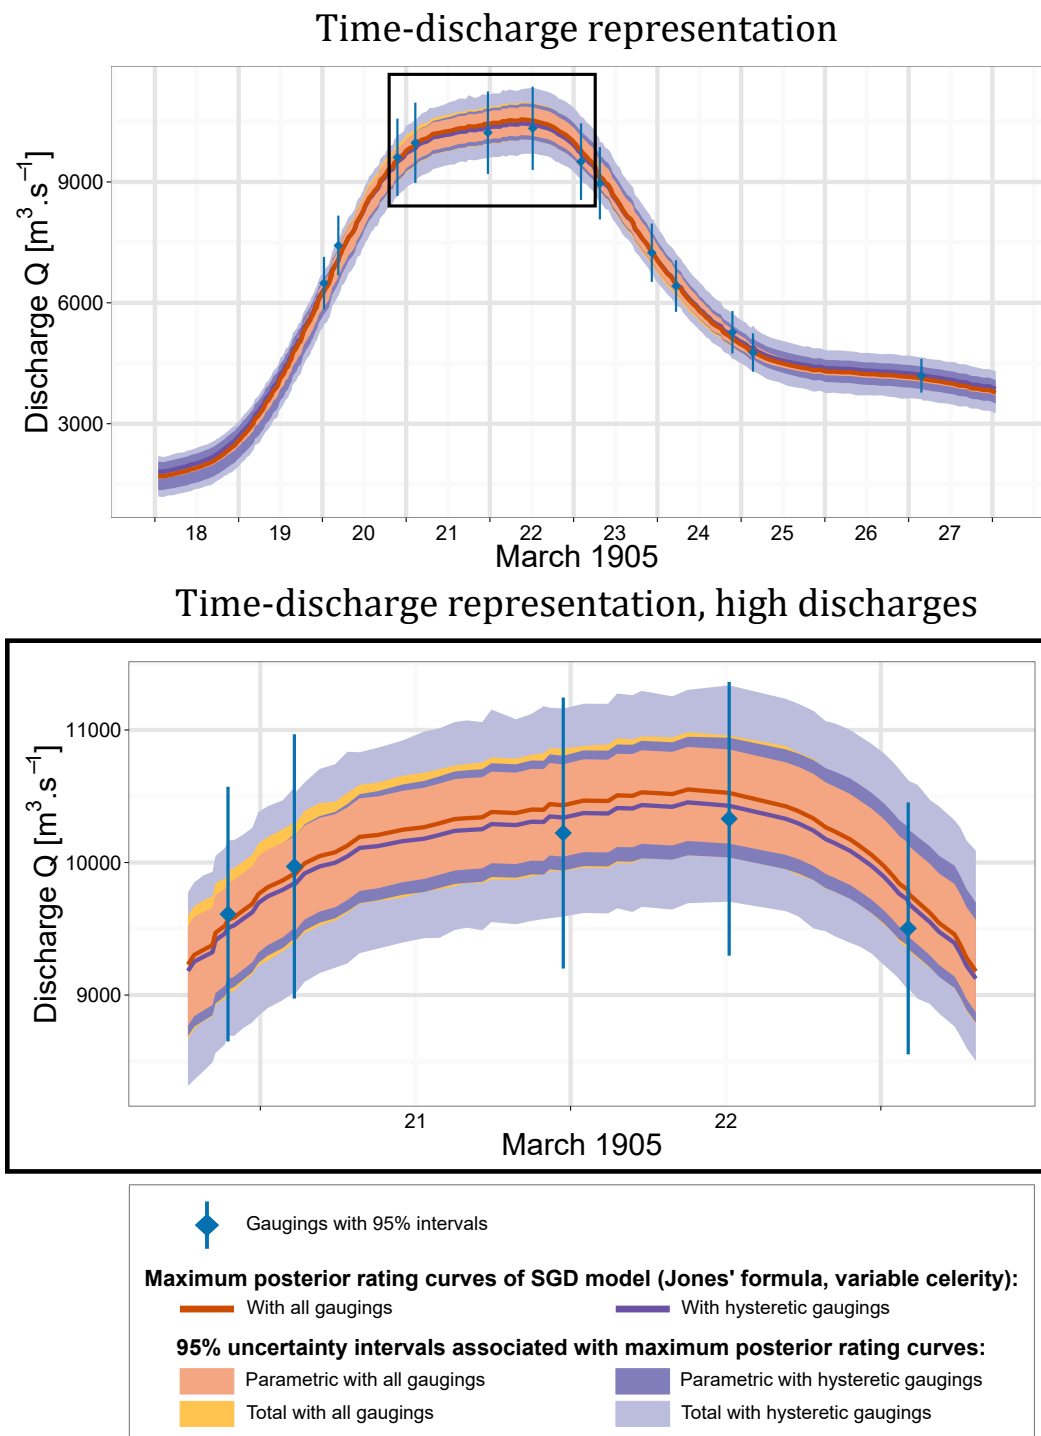 Time-discharge representation
Discharge Q [m³.s⁻¹]
9000
6000
3000
18 19 20 21 22 23 24 25 26 27
March 1905
Time-discharge representation, high discharges
Discharge Q [m³.s⁻¹]
11000
10000
9000
21 22
March 1905
Gaugings with 95% intervals
Maximum posterior rating curves of SGD model (Jones' formula, variable celerity):
With all gaugings With hysteretic gaugings
95% uncertainty intervals associated with maximum posterior rating curves:
Parametric with all gaugings Parametric with hysteretic gaugings
Total with all gaugings Total with hysteretic gaugings